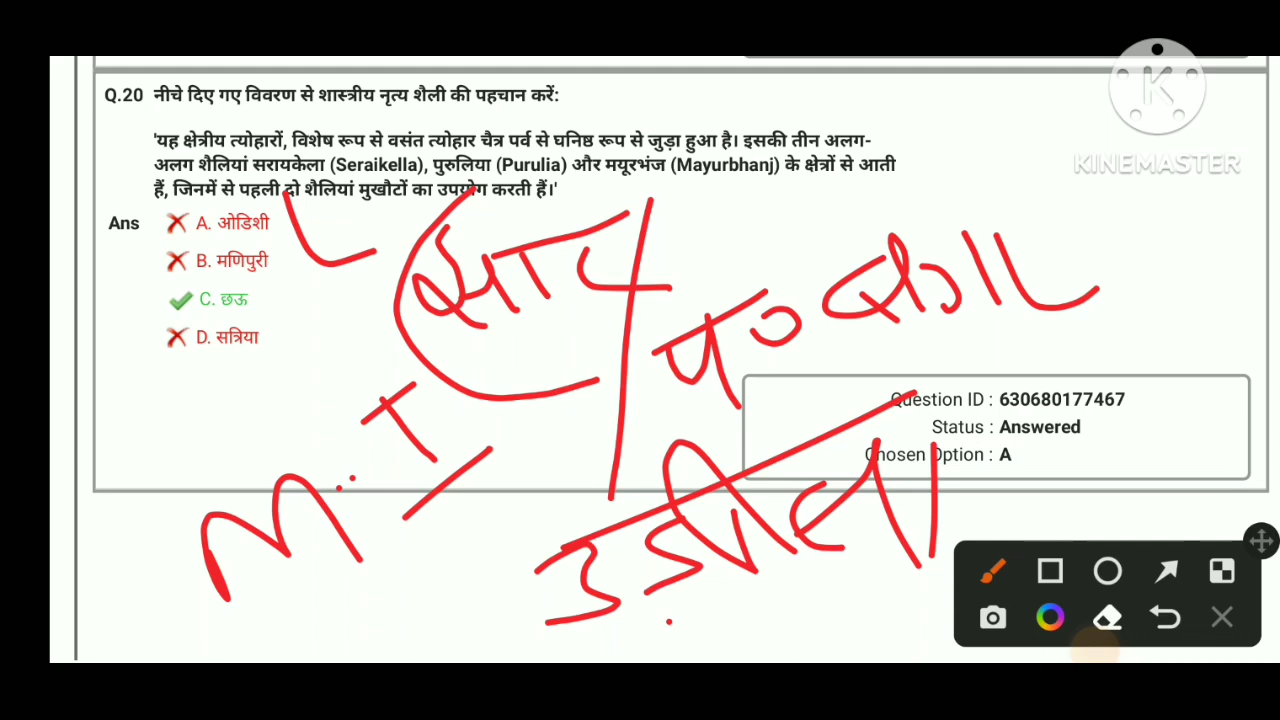 KINEMASTER
Q.20 नीचे दिए गए विवरण से शास्त्रीय नृत्य शैली की पहचान करें:
'यह क्षेत्रीय त्योहारों, विशेष रूप से वसंत त्योहार चैत्र पर्व से घनिष्ठ रूप से जुड़ा हुआ है। इसकी तीन अलग-
अलग शैलियां सरायकेला (Seraikella), पुरुलिया (Purulia) और मयूरभंज (Mayurbhanj) के क्षेत्रों से आती
हैं, जिनमें से पहली दो शैलियां मुखौटों का उपयोग करती हैं।'
Ans A. ओडिशी
B. मणिपुरी
C. छऊ
D. सत्रिया
Question ID : 630680177467
Status : Answered
Chosen Option : A
M. I